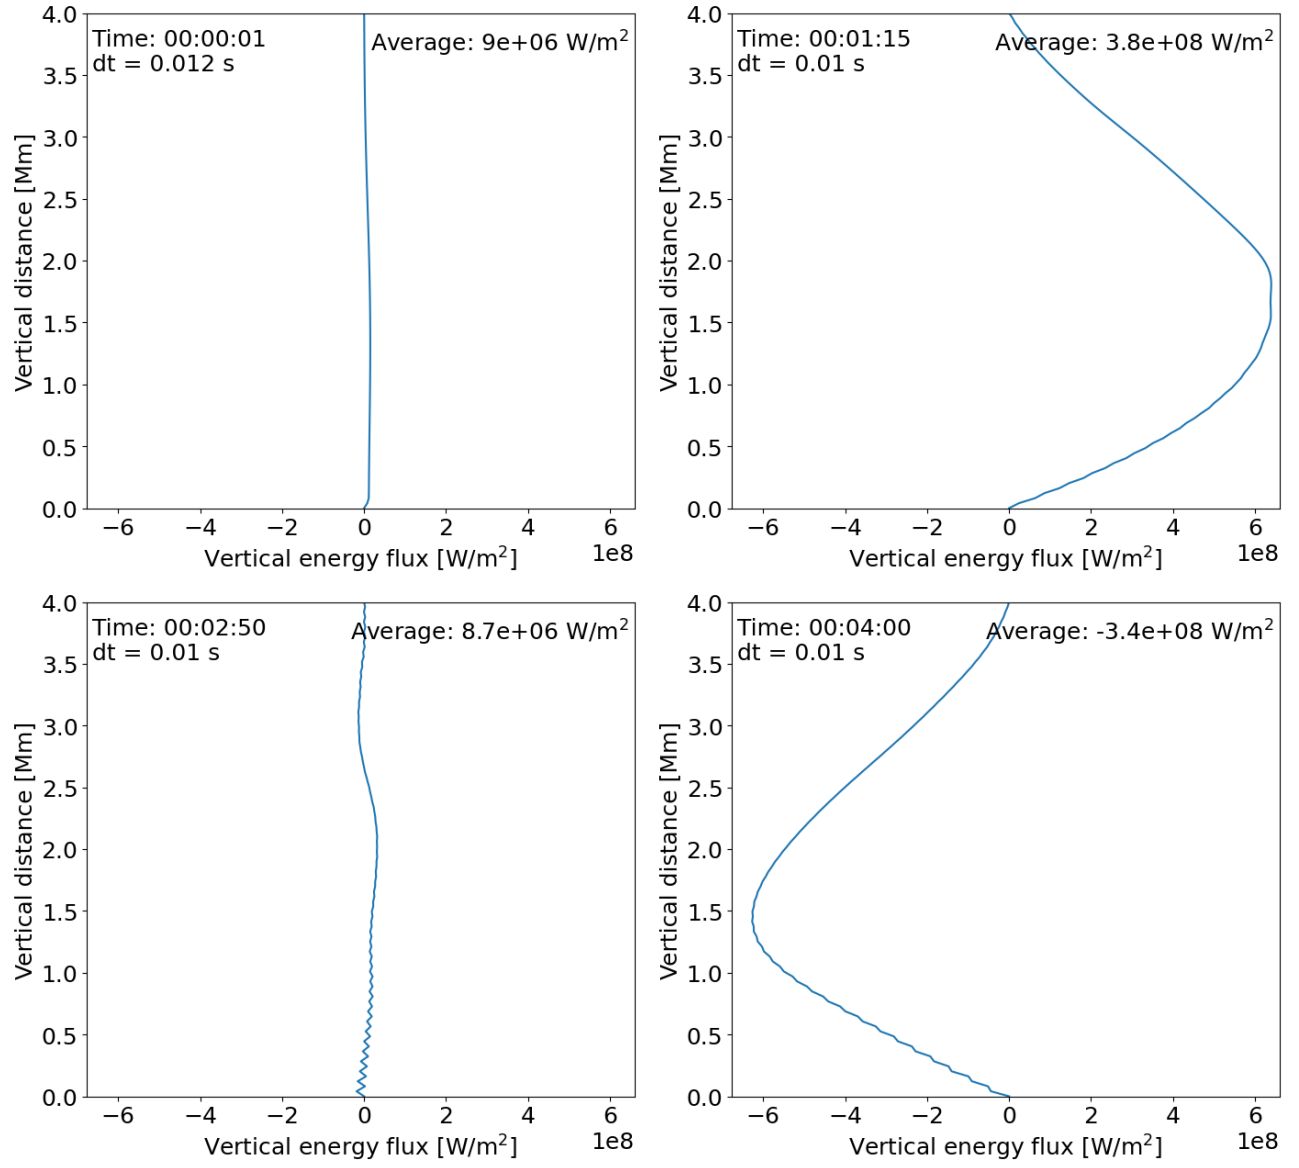 4.0
3.5
3.0
2.5
2.0
1.5
1.0
0.5
0.0
Vertical distance [Mm]
Time: 00:00:01
dt = 0.012 s
Average: 9e+06 W/m²
−6 −4 −2 0 2 4 6
1e8
Vertical energy flux [W/m²]
4.0
3.5
3.0
2.5
2.0
1.5
1.0
0.5
0.0
Vertical distance [Mm]
Time: 00:01:15
dt = 0.01 s
Average: 3.8e+08 W/m²
−6 −4 −2 0 2 4 6
1e8
Vertical energy flux [W/m²]
4.0
3.5
3.0
2.5
2.0
1.5
1.0
0.5
0.0
Vertical distance [Mm]
Time: 00:02:50
dt = 0.01 s
Average: 8.7e+06 W/m²
−6 −4 −2 0 2 4 6
1e8
Vertical energy flux [W/m²]
4.0
3.5
3.0
2.5
2.0
1.5
1.0
0.5
0.0
Vertical distance [Mm]
Time: 00:04:00
dt = 0.01 s
Average: -3.4e+08 W/m²
−6 −4 −2 0 2 4 6
1e8
Vertical energy flux [W/m²]